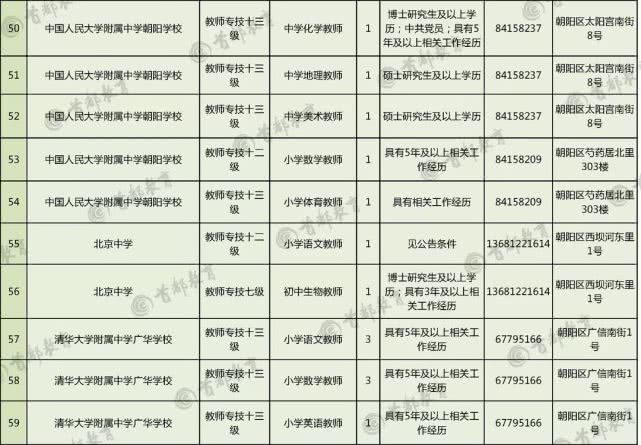 50 中国人民大学附属中学朝阳学校 教师专技十三级 中学化学教师 1 博士研究生及以上学历；中共党员；具有5年及以上相关工作经历 84158237 朝阳区太阳宫南街8号
51 中国人民大学附属中学朝阳学校 教师专技十三级 中学地理教师 1 硕士研究生及以上学历 84158237 朝阳区太阳宫南街8号
52 中国人民大学附属中学朝阳学校 教师专技十三级 中学美术教师 1 硕士研究生及以上学历 84158237 朝阳区太阳宫南街8号
53 中国人民大学附属中学朝阳学校 教师专技十二级 小学数学教师 1 具有5年及以上相关工作经历 84158209 朝阳区芍药居北里303楼
54 中国人民大学附属中学朝阳学校 教师专技十三级 小学体育教师 1 具有相关工作经历 84158209 朝阳区芍药居北里303楼
55 北京中学 教师专技十二级 小学语文教师 1 见公告条件 13681221614 朝阳区西坝河东里1号
56 北京中学 教师专技七级 初中生物教师 1 博士研究生及以上学历；具有3年及以上相关工作经历 13681221614 朝阳区西坝河东里1号
57 清华大学附属中学广华学校 教师专技十三级 小学语文教师 3 具有5年及以上相关工作经历 67795166 朝阳区广倍南街1号
58 清华大学附属中学广华学校 教师专技十三级 小学数学教师 3 具有5年及以上相关工作经历 67795166 朝阳区广倍南街1号
59 清华大学附属中学广华学校 教师专技十三级 小学英语教师 1 具有5年及以上相关工作经历 67795166 朝阳区广倍南街1号
首都教育